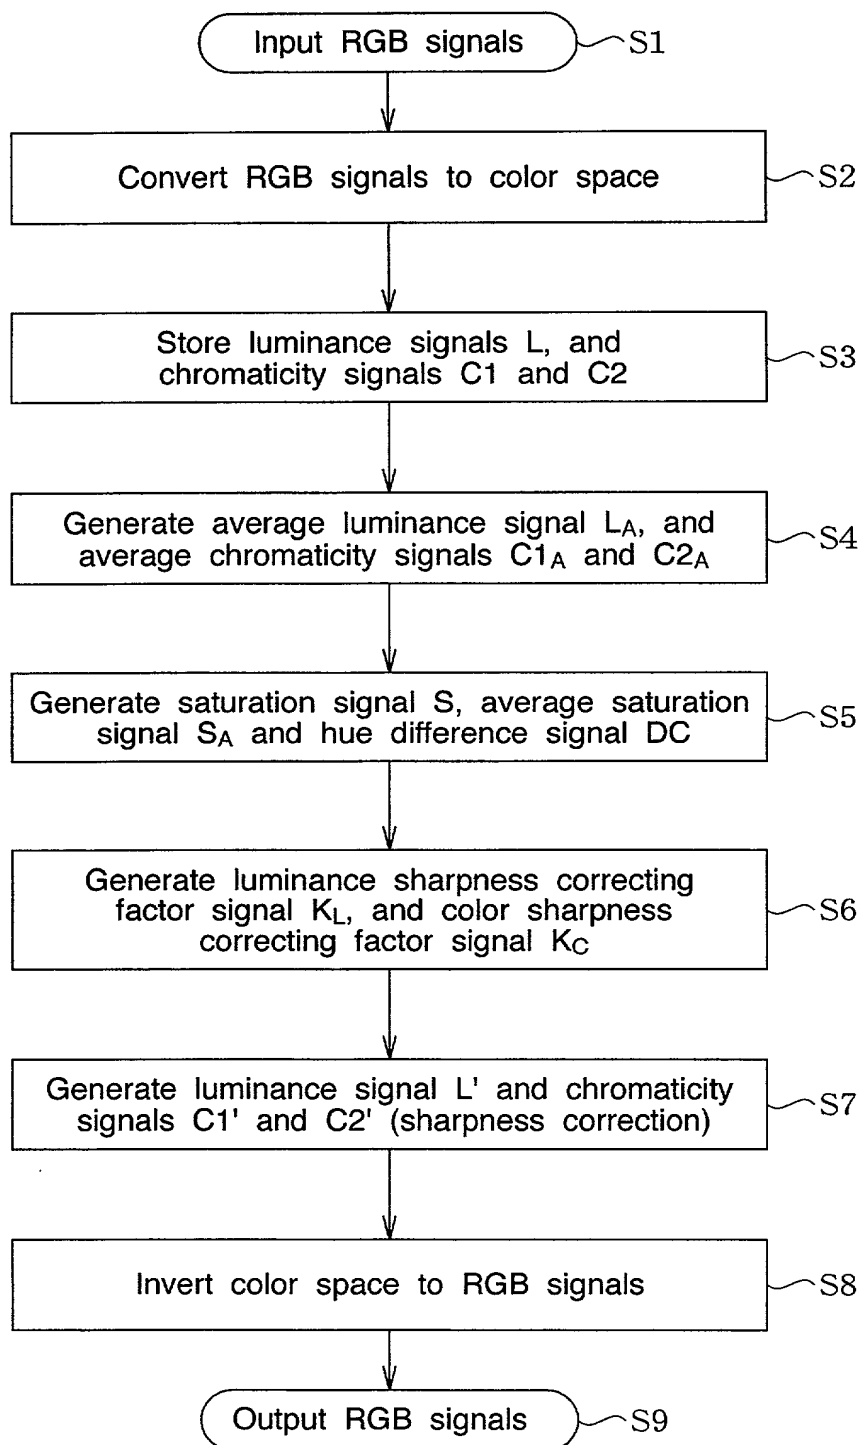 Input RGB signals S1
Convert RGB signals to color space S2
Store luminance signals L, and
chromaticity signals C1 and C2 S3
Generate average luminance signal LA, and
average chromaticity signals C1A and C2A S4
Generate saturation signal S, average saturation
signal SA and hue difference signal DC S5
Generate luminance sharpness correcting
factor signal KL, and color sharpness S6
correcting factor signal KC
Generate luminance signal L' and chromaticity
signals C1' and C2' (sharpness correction) S7
Invert color space to RGB signals S8
Output RGB signals S9